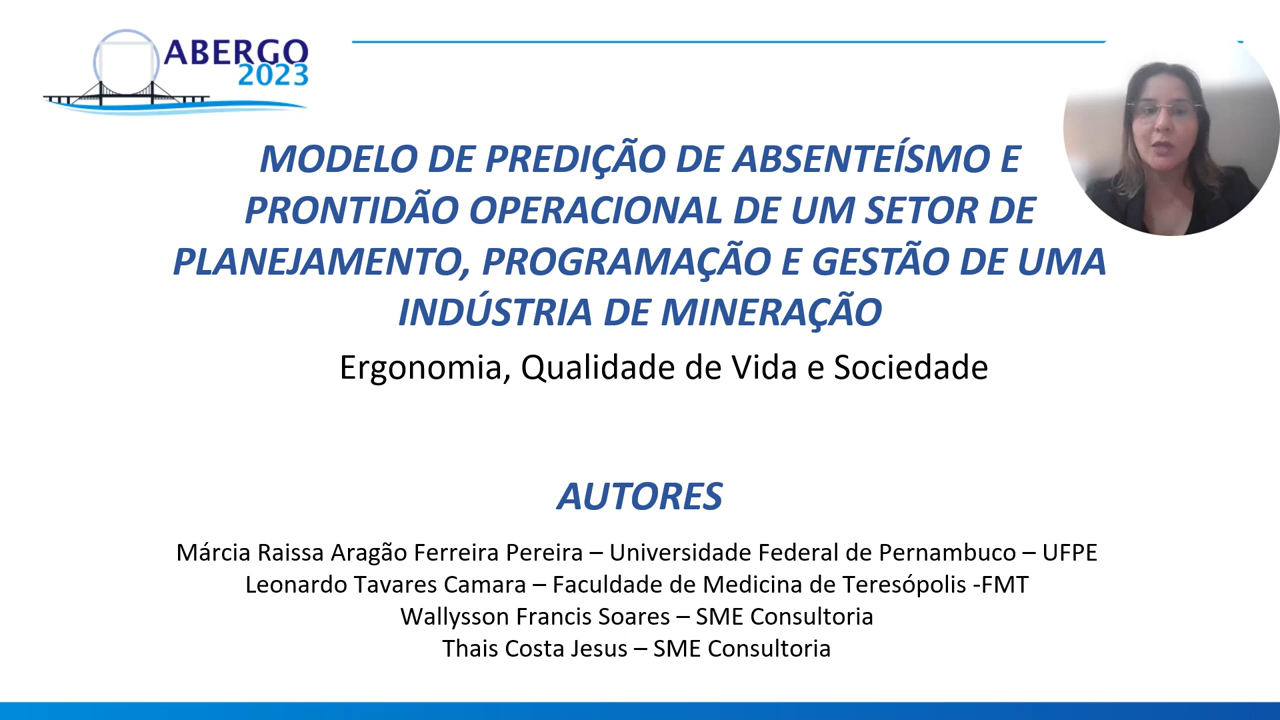 ABERGO
2023
MODELO DE PREDIÇÃO DE ABSENTEÍSMO E
PRONTIDÃO OPERACIONAL DE UM SETOR DE
PLANEJAMENTO, PROGRAMAÇÃO E GESTÃO DE UMA
INDÚSTRIA DE MINERAÇÃO
Ergonomia, Qualidade de Vida e Sociedade
AUTORES
Márcia Raissa Aragão Ferreira Pereira – Universidade Federal de Pernambuco – UFPE
Leonardo Tavares Camara – Faculdade de Medicina de Teresópolis -FMT
Wallysson Francis Soares – SME Consultoria
Thais Costa Jesus – SME Consultoria